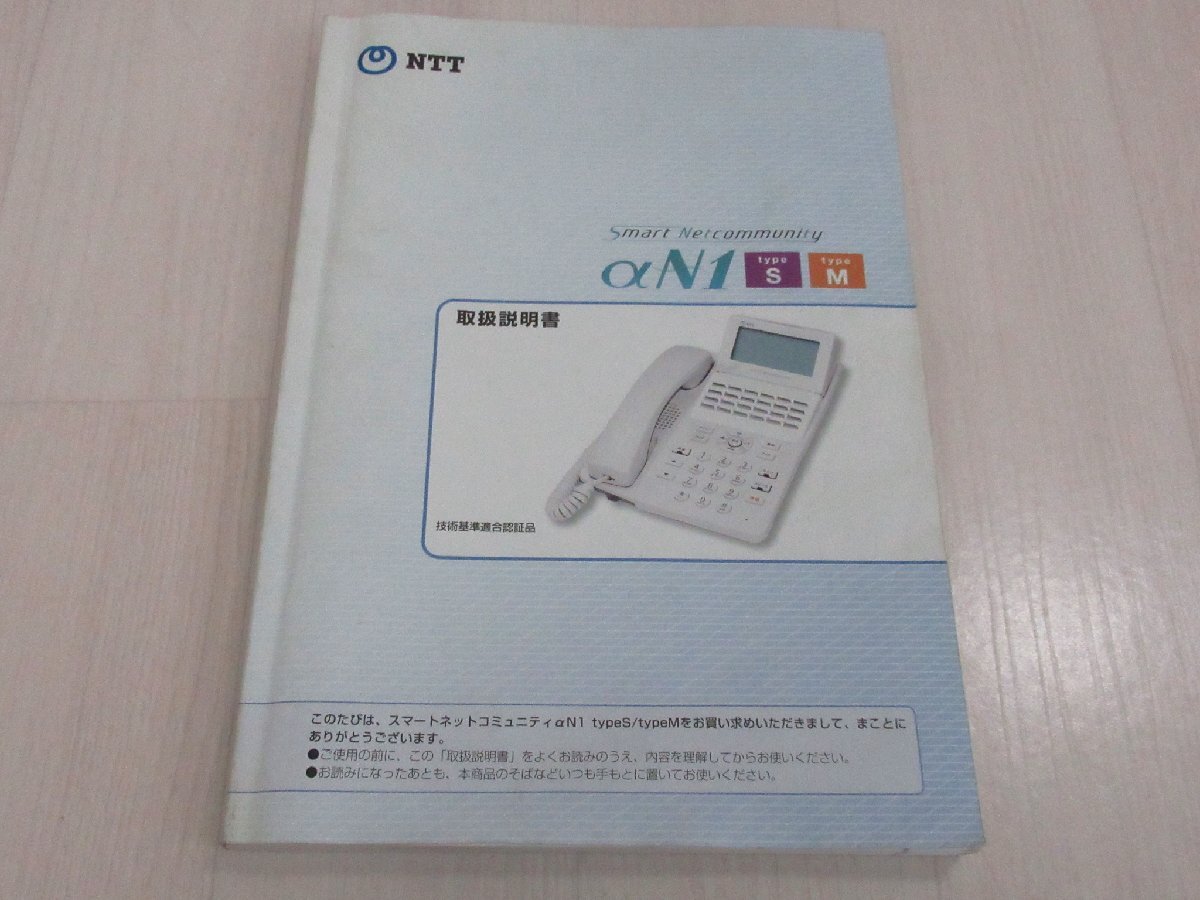 NTT
Smart Netcommunity
αN1 type S type M
取扱説明書
技術基準適合認証品
このたびは、スマートネットコミュニティαN1 typeS/typeMをお買い求めいただきまして、まことに
ありがとうございます。
●ご使用の前に、この「取扱説明書」をよくお読みのうえ、内容を理解してからお使いください。
●お読みになったあとも、本商品のそばなどいつも手もとに置いてお使いください。